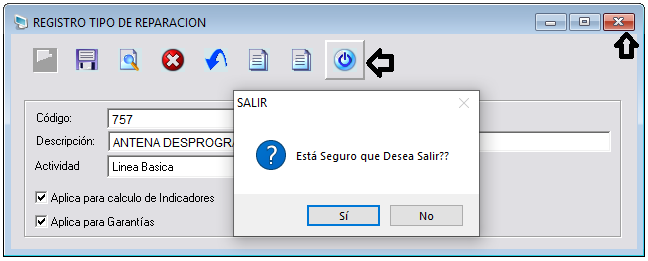 REGISTRO TIPO DE REPARACION
SALIR
Está Seguro que Desea Salir??
Sí
No
Código:
757
Descripción:
ANTENA
Actividad
Linea Basica
Aplica para calculo de Indicadores
Aplica para Garantías